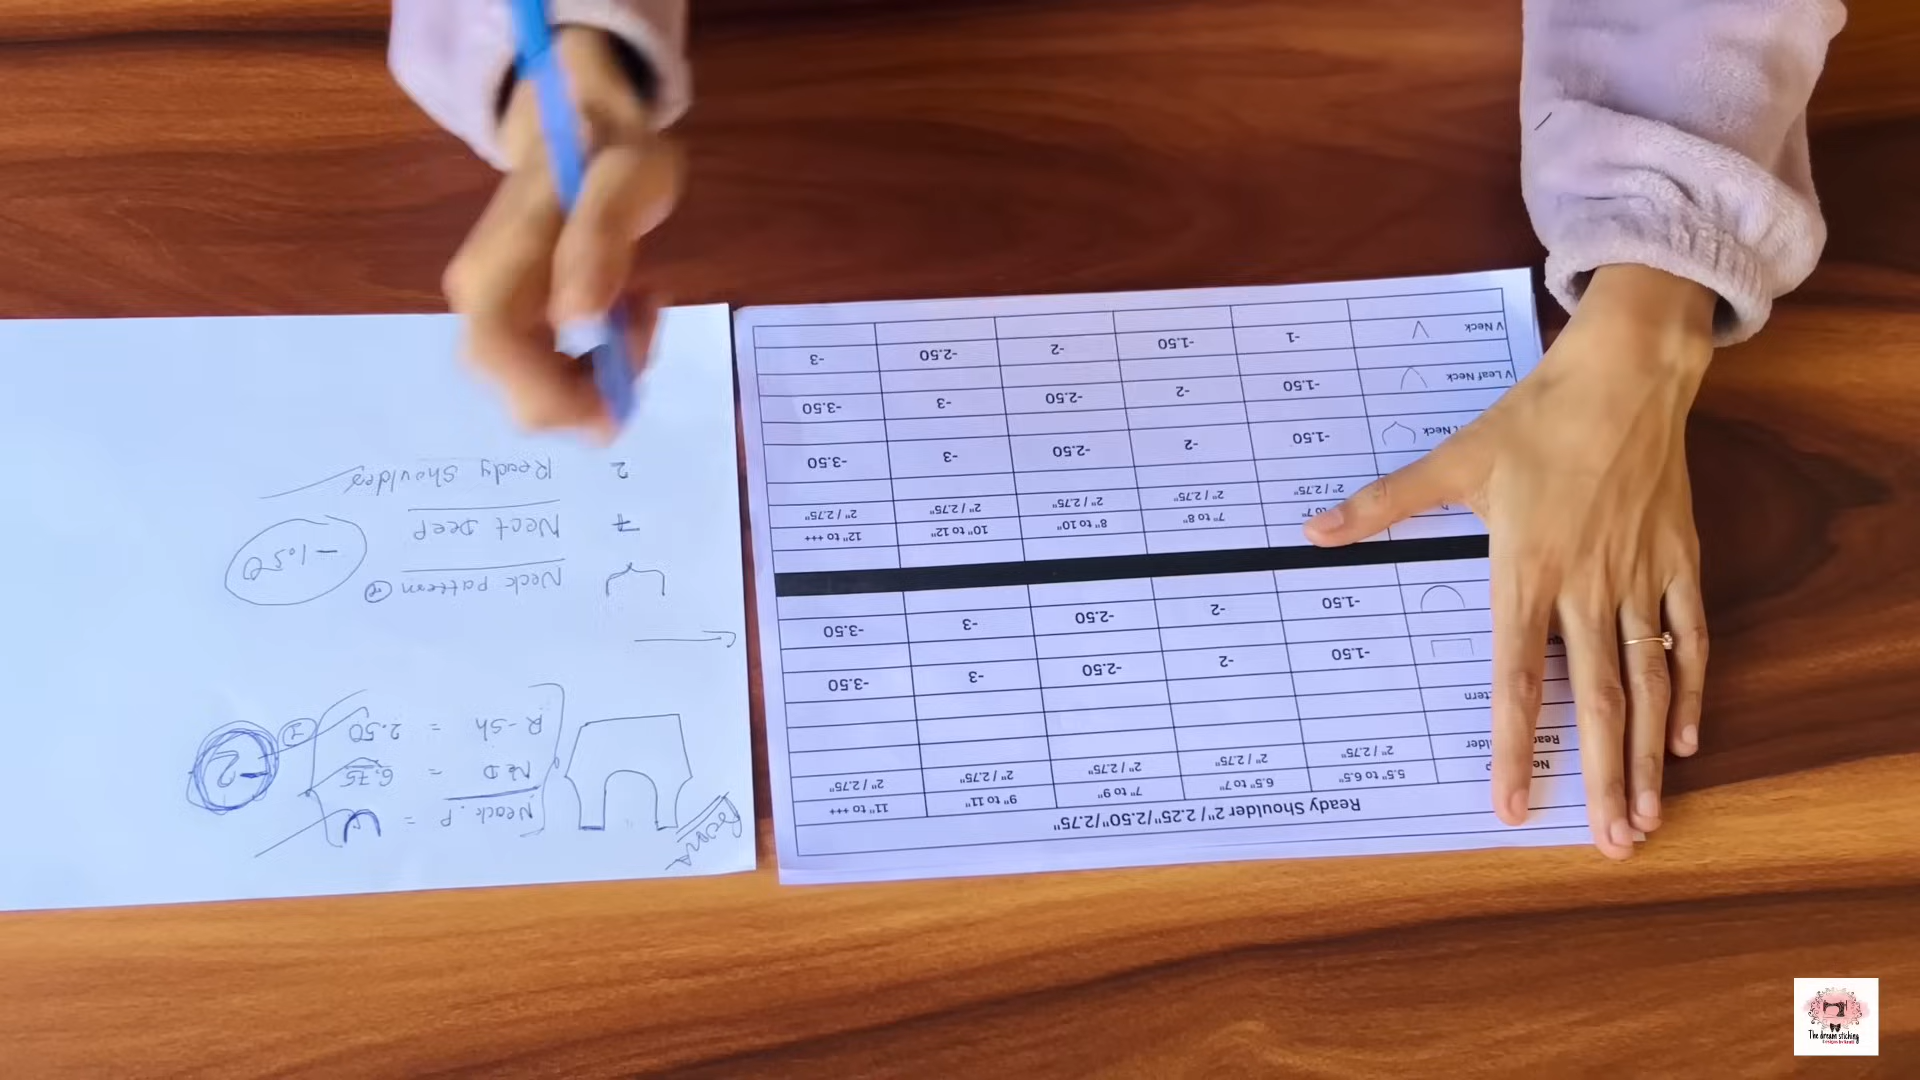 Ready Shoulder 2"/ 2.25"/2.50"/2.75"
5.5" to 6.5" 6.5" to 7" 7" to 9" 9" to 11" 11" to +++
2" / 2.75" 2" / 2.75" 2" / 2.75" 2" / 2.75" 2" / 2.75"
-1.50 -2 -2.50 -3 -3.50
-1.50 -2 -2.50 -3 -3.50
7" to 8" 8" to 10" 10" to 12" 12" to +++
2" / 2.75" 2" / 2.75" 2" / 2.75" 2" / 2.75" 2" / 2.75"
Neck -1.50 -2 -2.50 -3 -3.50
V Leaf Neck -1.50 -2 -2.50 -3 -3.50
V Neck -1 -1.50 -2 -2.50 -3
Neack.P =
N&D = 6.75
R-Sh = 2.50
7
-2
Neck pattern
7 Nect Deep
2 Ready Shoulder
-1.50
The dream stiching